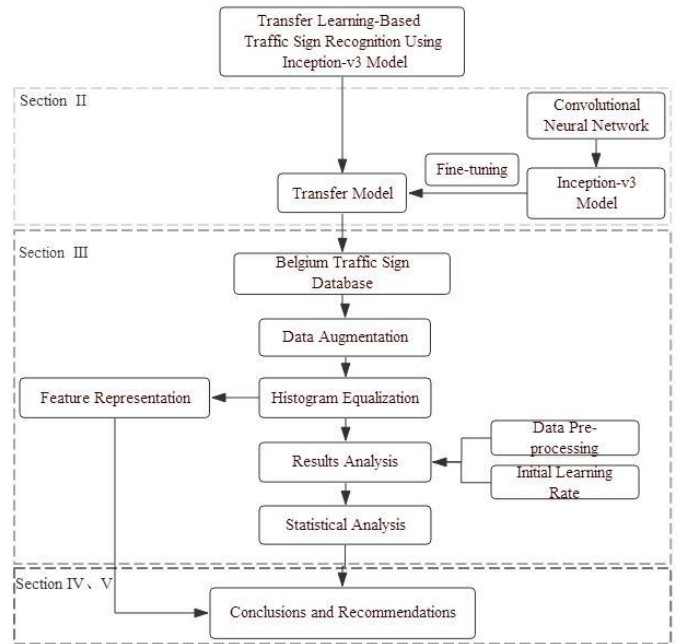 Transfer Learning-Based
Traffic Sign Recognition Using
Inception-v3 Model
Section II
Convolutional
Neural Network
Fine-tuning
Inception-v3
Model
Transfer Model
Section III
Belgium Traffic Sign
Database
Data Augmentation
Feature Representation
Histogram Equalization
Data Pre-
processing
Results Analysis
Initial Learning
Rate
Statistical Analysis
Section IV、V
Conclusions and Recommendations